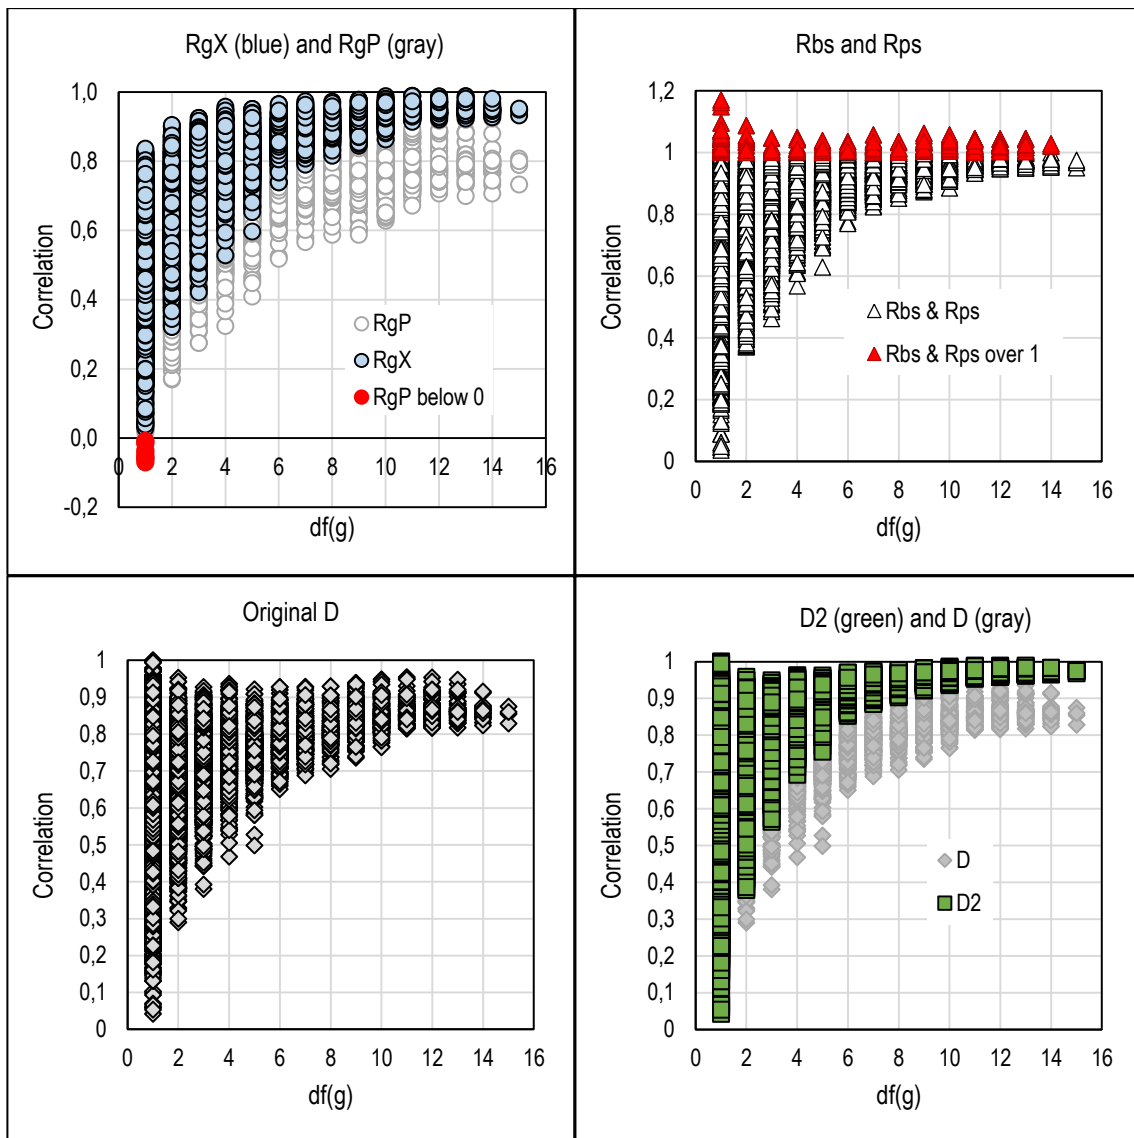 RgX (blue) and RgP (gray)
1,0
0,8
0,6
0,4
0,2
0,0
-0,2
Correlation
0 2 4 6 8 10 12 14 16
df(g)
RgP
RgX
RgP below 0
Rbs and Rps
1,2
1
0,8
0,6
0,4
0,2
0
Correlation
0 2 4 6 8 10 12 14 16
df(g)
Rbs & Rps
Rbs & Rps over 1
Original D
1
0,9
0,8
0,7
0,6
0,5
0,4
0,3
0,2
0,1
0
Correlation
0 2 4 6 8 10 12 14 16
df(g)
D2 (green) and D (gray)
1
0,9
0,8
0,7
0,6
0,5
0,4
0,3
0,2
0,1
0
Correlation
0 2 4 6 8 10 12 14 16
df(g)
D
D2